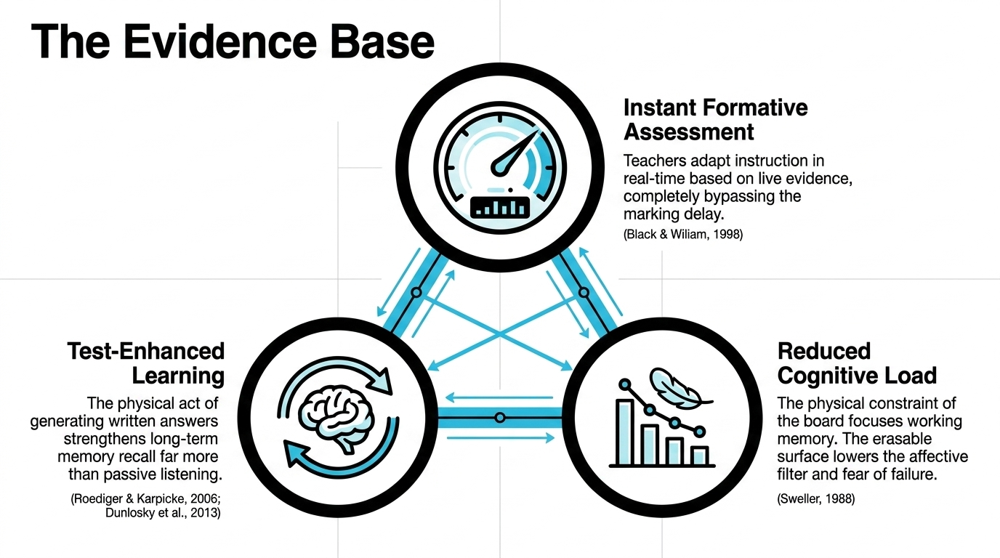 The Evidence Base
Instant Formative
Assessment
Teachers adapt instruction in
real-time based on live evidence,
completely bypassing the
marking delay.
(Black & Wiliam, 1998)
Test-Enhanced
Learning
The physical act of
generating written answers
strengthens long-term
memory recall far more
than passive listening.
(Roediger & Karpicke, 2006;
Dunlosky et al., 2013)
Reduced
Cognitive Load
The physical constraint of
the board focuses working
memory. The erasable
surface lowers the affective
filter and fear of failure.
(Sweller, 1988)